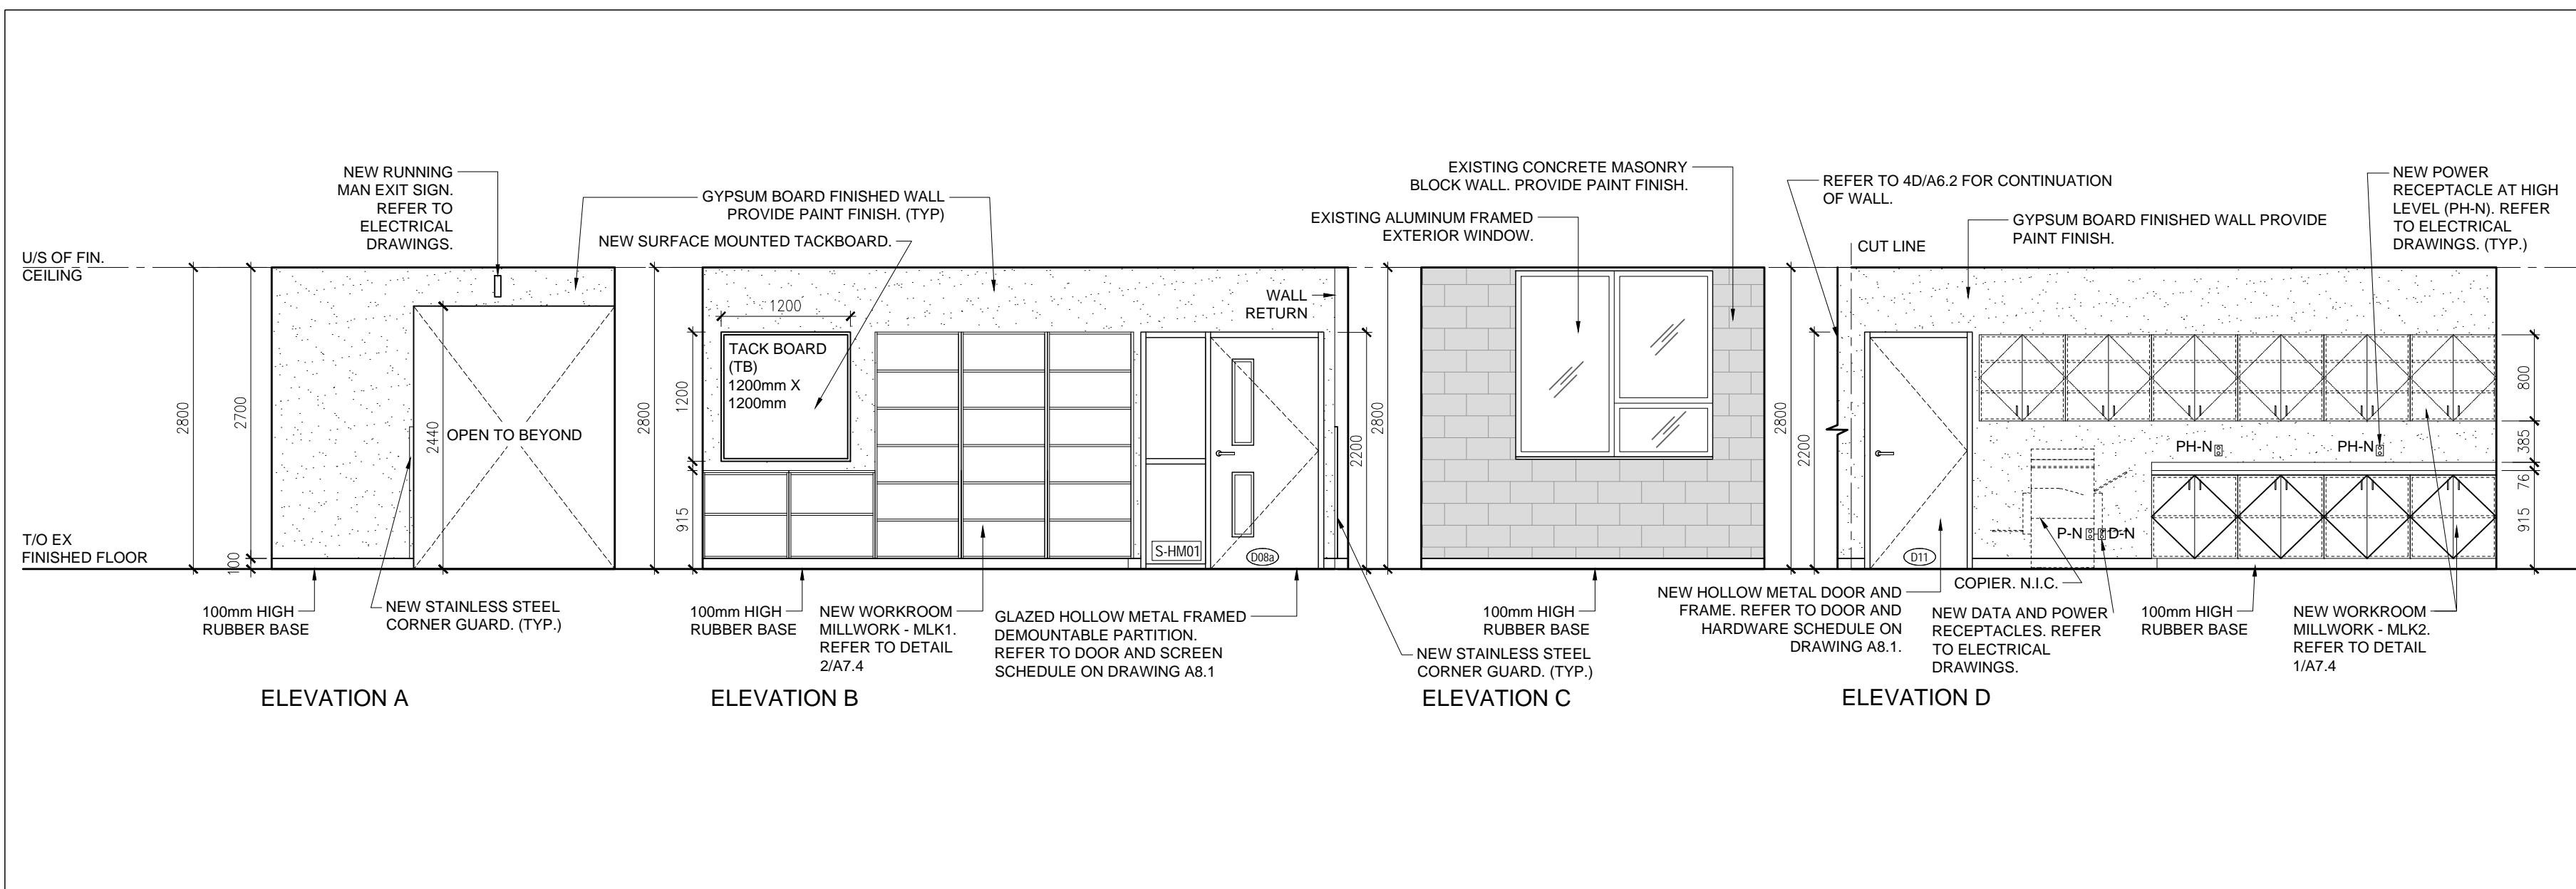 NEW RUNNING
MAN EXIT SIGN.
REFER TO
ELECTRICAL
DRAWINGS.
GYPSUM BOARD FINISHED WALL
PROVIDE PAINT FINISH. (TYP)
NEW SURFACE MOUNTED TACKBOARD.
U/S OF FIN.
CEILING
T/O EX
FINISHED FLOOR
2800
2700
100
2440
OPEN TO BEYOND
100mm HIGH
RUBBER BASE
NEW STAINLESS STEEL
CORNER GUARD. (TYP.)
ELEVATION A
2800
1200
1200
915
TACK BOARD
(TB)
1200mm X
1200mm
WALL
RETURN
S-HM01
D08a
2200
100mm HIGH
RUBBER BASE
NEW WORKROOM
MILLWORK - MLK1.
REFER TO DETAIL
2/A7.4
GLAZED HOLLOW METAL FRAMED
DEMOUNTABLE PARTITION.
REFER TO DOOR AND SCREEN
SCHEDULE ON DRAWING A8.1
ELEVATION B
EXISTING CONCRETE MASONRY
BLOCK WALL. PROVIDE PAINT FINISH.
EXISTING ALUMINUM FRAMED
EXTERIOR WINDOW.
2800
100mm HIGH
RUBBER BASE
NEW STAINLESS STEEL
CORNER GUARD. (TYP.)
ELEVATION C
REFER TO 4D/A6.2 FOR CONTINUATION
OF WALL.
GYPSUM BOARD FINISHED WALL PROVIDE
PAINT FINISH.
CUT LINE
NEW POWER
RECEPTACLE AT HIGH
LEVEL (PH-N). REFER
TO ELECTRICAL
DRAWINGS. (TYP.)
2800
2200
PH-N
PH-N
P-N
D-N
D11
800
385
76
915
NEW HOLLOW METAL DOOR AND
FRAME. REFER TO DOOR AND
HARDWARE SCHEDULE ON
DRAWING A8.1.
COPIER. N.I.C.
NEW DATA AND POWER
RECEPTACLES. REFER
TO ELECTRICAL
DRAWINGS.
100mm HIGH
RUBBER BASE
NEW WORKROOM
MILLWORK - MLK2.
REFER TO DETAIL
1/A7.4
ELEVATION D